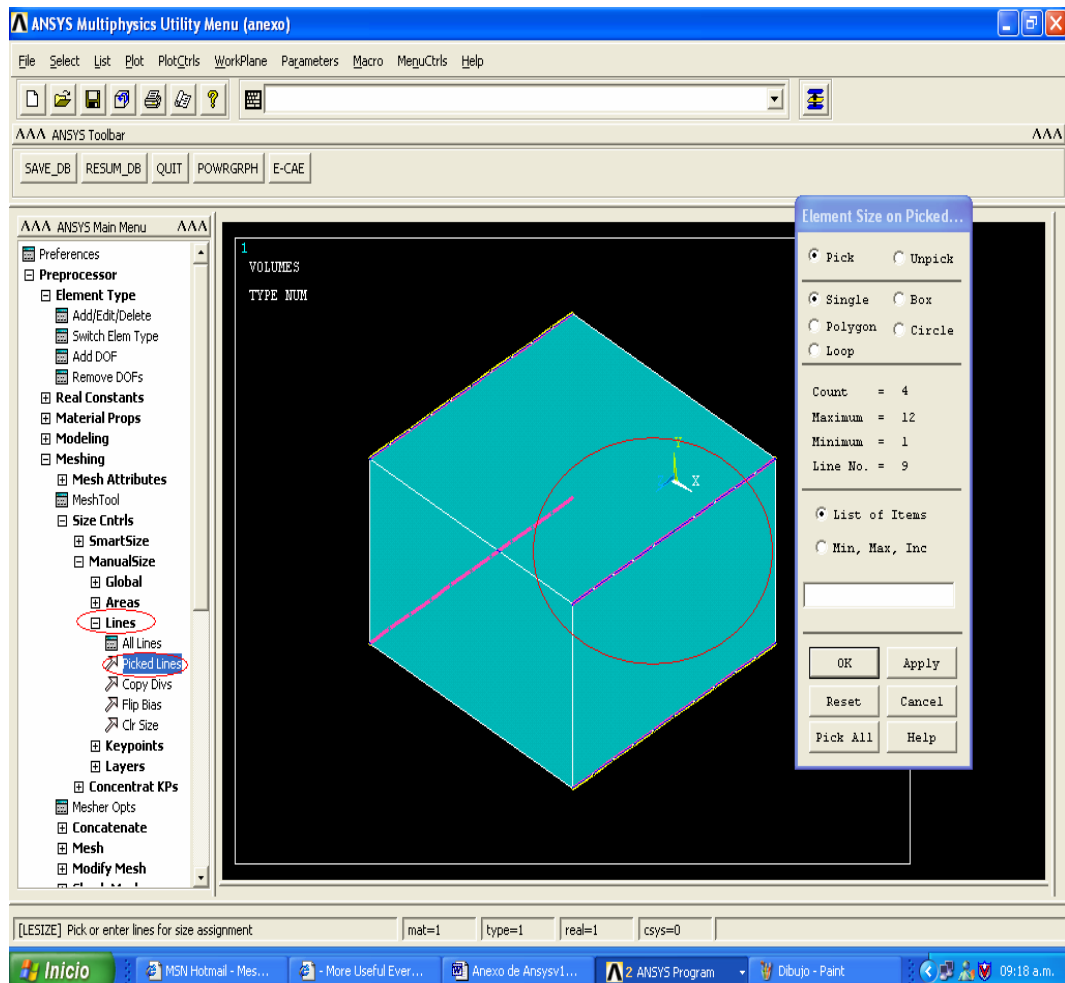 ANSYS Multiphysics Utility Menu (anexo)
File Select List Plot PlotCtrls WorkPlane Parameters Macro MenuCtrls Help
ANSYS Toolbar
SAVE_DB RESUM_DB QUIT POWRGRPH E-CAE
ANSYS Main Menu
Preferences
Preprocessor
Element Type
Add/Edit/Delete
Switch Elem Type
Add DOF
Remove DOFs
Real Constants
Material Props
Modeling
Meshing
Mesh Attributes
MeshTool
Size Cntrls
SmartSize
ManualSize
Global
Areas
Lines
All Lines
Picked Lines
Copy Divs
Flip Bias
Clr Size
Keypoints
Layers
Concentrat KPs
Mesher Opts
Concatenate
Mesh
Modify Mesh
1
VOLUMES
TYPE NUM
Y
X
Element Size on Picked...
Pick Unpick
Single Box
Polygon Circle
Loop
Count = 4
Maximum = 12
Minimum = 1
Line No. = 9
List of Items
Min, Max, Inc
OK Apply
Reset Cancel
Pick All Help
[LESIZE] Pick or enter lines for size assignment mat=1 type=1 real=1 csys=0
Inicio MSN Hotmail - Mes... - More Useful Ever... Anexo de Ansysv1... 2 ANSYS Program Dibujo - Paint 09:18 a.m.